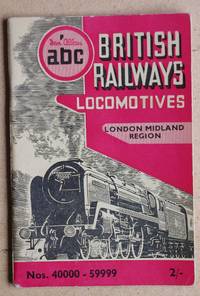 Ian Allan
abc
BRITISH
RAILWAYS
LOCOMOTIVES
LONDON MIDLAND
REGION
Nos. 40000 - 59999 2/-